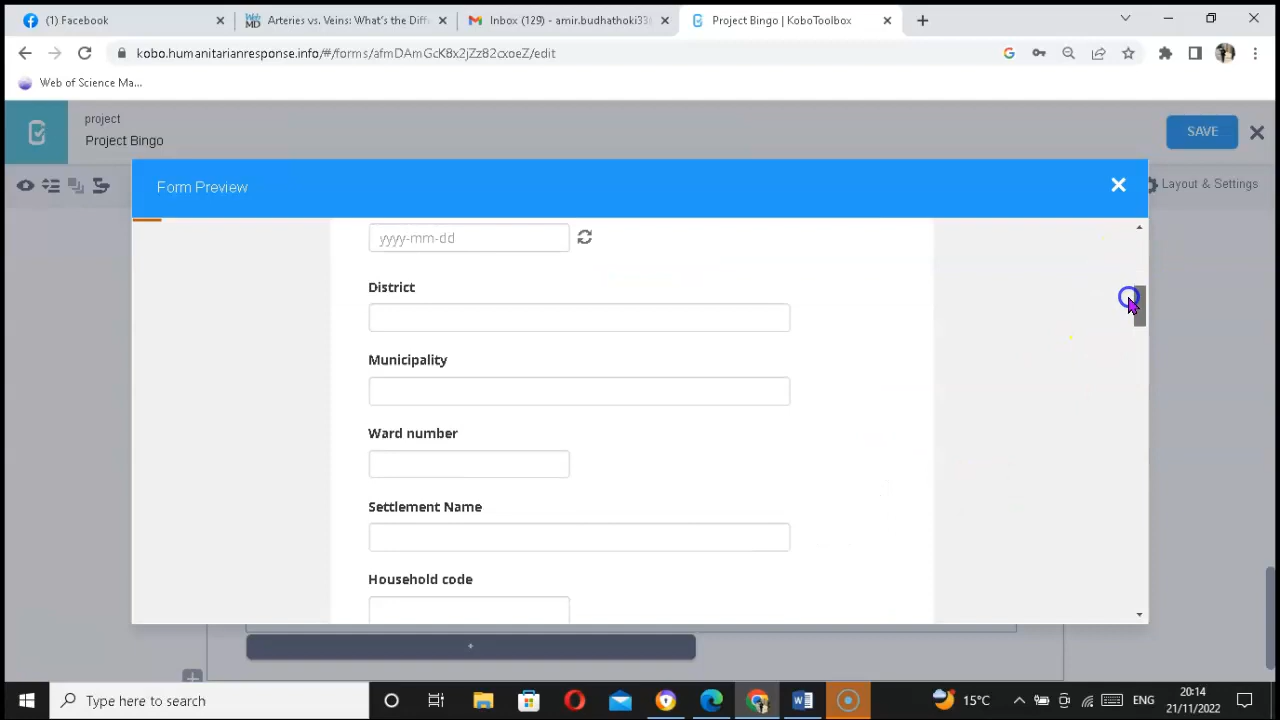 (1) Facebook
Arteries vs. Veins: What's the Diff
Inbox (129) - amir.budhathoki33
Project Bingo | KoboToolbox
kobo.humanitarianresponse.info/#/forms/afmDAmGcK8x2jZz82cxoeZ/edit
Web of Science Ma...
project
Project Bingo
SAVE
Form Preview
Layout & Settings
yyyy-mm-dd
District
Municipality
Ward number
Settlement Name
Household code
+
Type here to search
15°C
ENG
20:14
21/11/2022